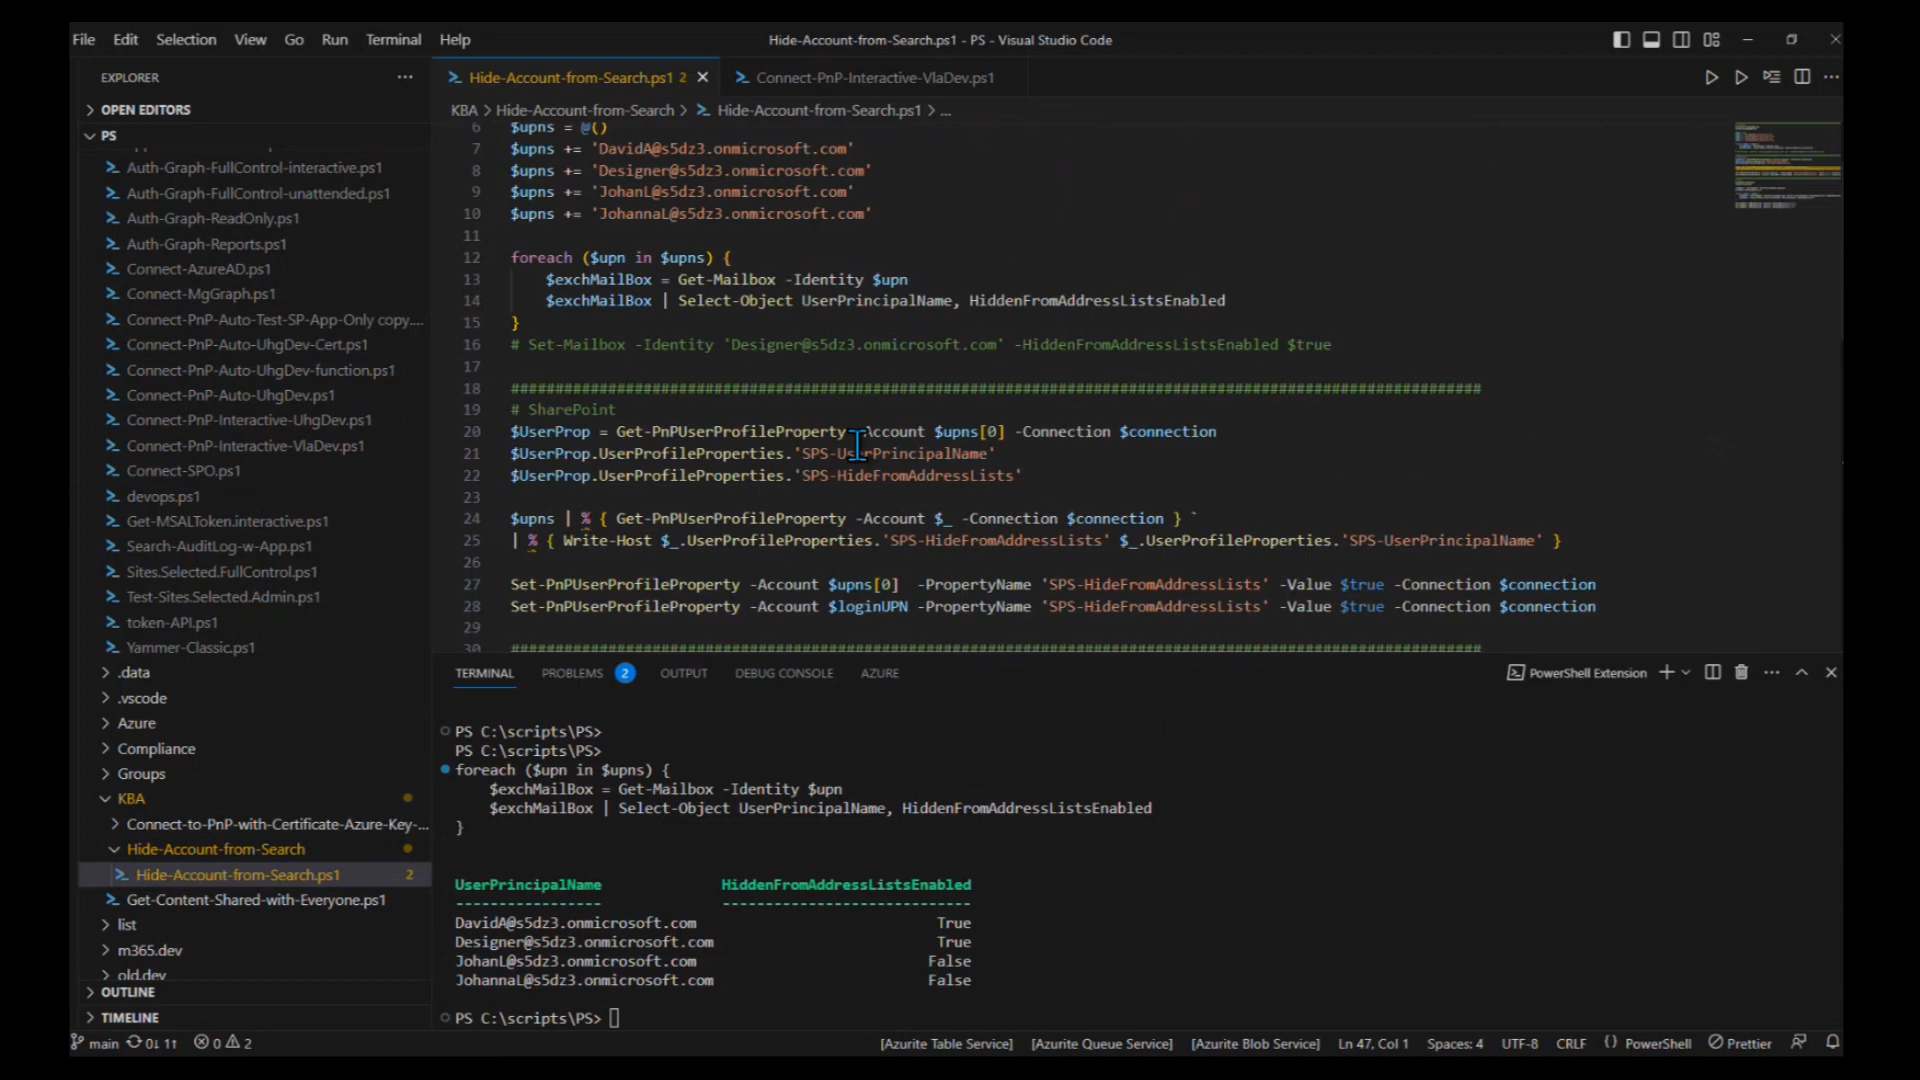 File Edit Selection View Go Run Terminal Help
Hide-Account-from-Search.ps1 - PS - Visual Studio Code
EXPLORER
OPEN EDITORS
PS
Auth-Graph-FullControl-interactive.ps1
Auth-Graph-FullControl-unattended.ps1
Auth-Graph-ReadOnly.ps1
Auth-Graph-Reports.ps1
Connect-AzureAD.ps1
Connect-MgGraph.ps1
Connect-PnP-Auto-Test-SP-App-Only copy....
Connect-PnP-Auto-UhgDev-Cert.ps1
Connect-PnP-Auto-UhgDev-function.ps1
Connect-PnP-Auto-UhgDev.ps1
Connect-PnP-Interactive-UhgDev.ps1
Connect-PnP-Interactive-VlaDev.ps1
Connect-SPO.ps1
devops.ps1
Get-MSALToken.interactive.ps1
Search-AuditLog-w-App.ps1
Sites.Selected.FullControl.ps1
Test-Sites.Selected.Admin.ps1
token-API.ps1
Yammer-Classic.ps1
.data
.vscode
Azure
Compliance
Groups
KBA
Connect-to-PnP-with-Certificate-Azure-Key-...
Hide-Account-from-Search
Hide-Account-from-Search.ps1 2
Get-Content-Shared-with-Everyone.ps1
list
m365.dev
old.dev
OUTLINE
TIMELINE
Hide-Account-from-Search.ps1 2
Connect-PnP-Interactive-VlaDev.ps1
KBA > Hide-Account-from-Search > Hide-Account-from-Search.ps1 > ...
6 $upns = @()
7 $upns += 'DavidA@s5dz3.onmicrosoft.com'
8 $upns += 'Designer@s5dz3.onmicrosoft.com'
9 $upns += 'JohanL@s5dz3.onmicrosoft.com'
10 $upns += 'JohannaL@s5dz3.onmicrosoft.com'
11
12 foreach ($upn in $upns) {
13 $exchMailBox = Get-Mailbox -Identity $upn
14 $exchMailBox | Select-Object UserPrincipalName, HiddenFromAddressListsEnabled
15 }
16 # Set-Mailbox -Identity 'Designer@s5dz3.onmicrosoft.com' -HiddenFromAddressListsEnabled $true
17
18 ##############################################################################################################
19 # SharePoint
20 $UserProp = Get-PnPUserProfileProperty -Account $upns[0] -Connection $connection
21 $UserProp.UserProfileProperties.'SPS-UserPrincipalName'
22 $UserProp.UserProfileProperties.'SPS-HideFromAddressLists'
23
24 $upns | % { Get-PnPUserProfileProperty -Account $_ -Connection $connection } `
25 | % { Write-Host $_.UserProfileProperties.'SPS-HideFromAddressLists' $_.UserProfileProperties.'SPS-UserPrincipalName' }
26
27 Set-PnPUserProfileProperty -Account $upns[0] -PropertyName 'SPS-HideFromAddressLists' -Value $true -Connection $connection
28 Set-PnPUserProfileProperty -Account $loginUPN -PropertyName 'SPS-HideFromAddressLists' -Value $true -Connection $connection
29
30 ##############################################################################################################
TERMINAL PROBLEMS 2 OUTPUT DEBUG CONSOLE AZURE
PowerShell Extension
PS C:\scripts\PS>
PS C:\scripts\PS>
foreach ($upn in $upns) {
$exchMailBox = Get-Mailbox -Identity $upn
$exchMailBox | Select-Object UserPrincipalName, HiddenFromAddressListsEnabled
}
UserPrincipalName HiddenFromAddressListsEnabled
----------------- -----------------------------
DavidA@s5dz3.onmicrosoft.com True
Designer@s5dz3.onmicrosoft.com True
JohanL@s5dz3.onmicrosoft.com False
JohannaL@s5dz3.onmicrosoft.com False
PS C:\scripts\PS>
main 0↓ 1↑ 0 2
[Azurite Table Service] [Azurite Queue Service] [Azurite Blob Service] Ln 47, Col 1 Spaces: 4 UTF-8 CRLF {} PowerShell Prettier